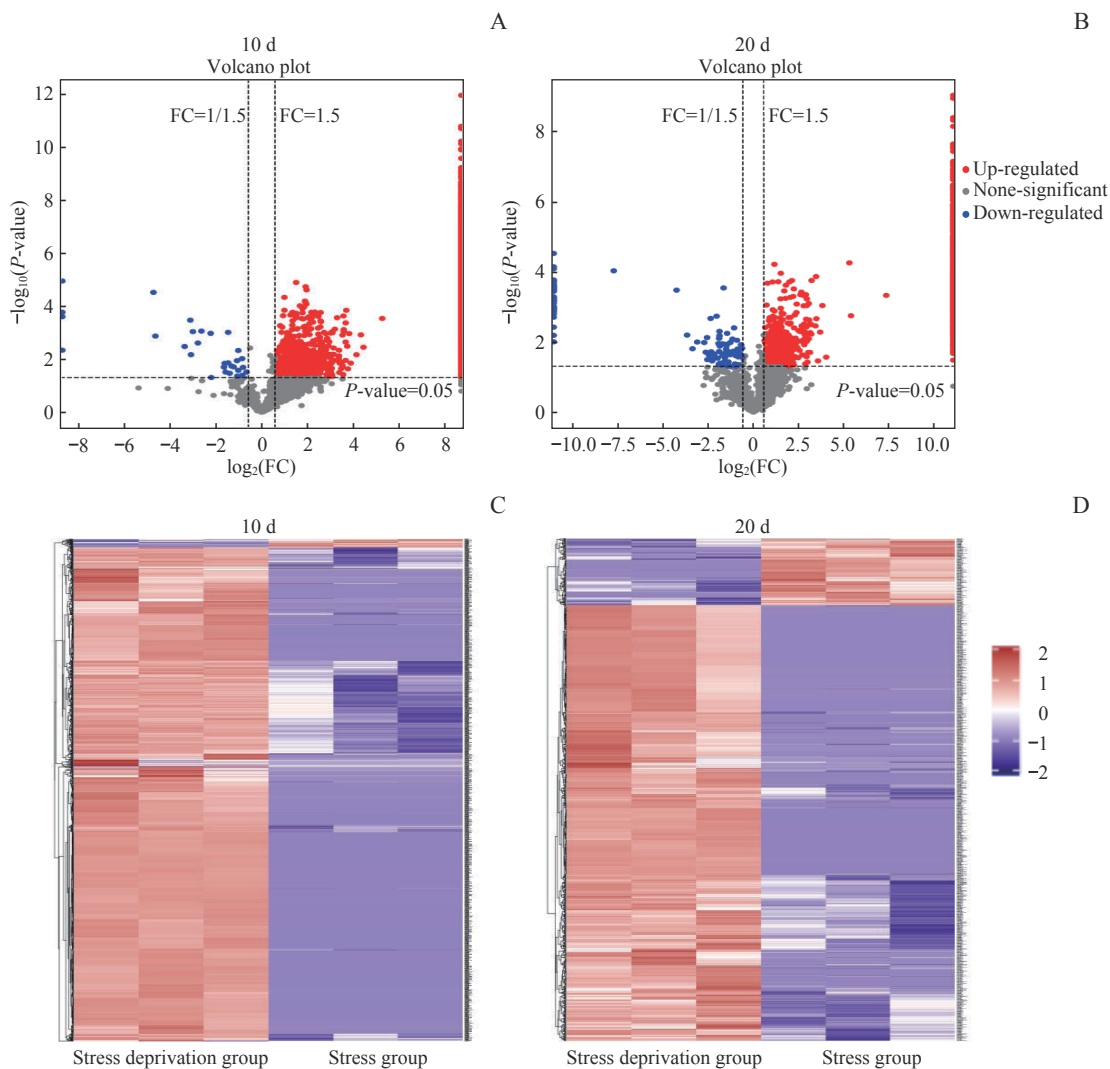 A
10 d
Volcano plot
FC=1/1.5
FC=1.5
12
10
8
6
4
2
0
−log₁₀(P-value)
P-value=0.05
−8 −6 −4 −2 0 2 4 6 8
log₂(FC)
B
20 d
Volcano plot
FC=1/1.5
FC=1.5
8
6
4
2
0
−log₁₀(P-value)
P-value=0.05
−10.0 −7.5 −5.0 −2.5 0 2.5 5.0 7.5 10.0
log₂(FC)
Up-regulated
None-significant
Down-regulated
C
10 d
Stress deprivation group Stress group
D
20 d
Stress deprivation group Stress group
2
1
0
−1
−2